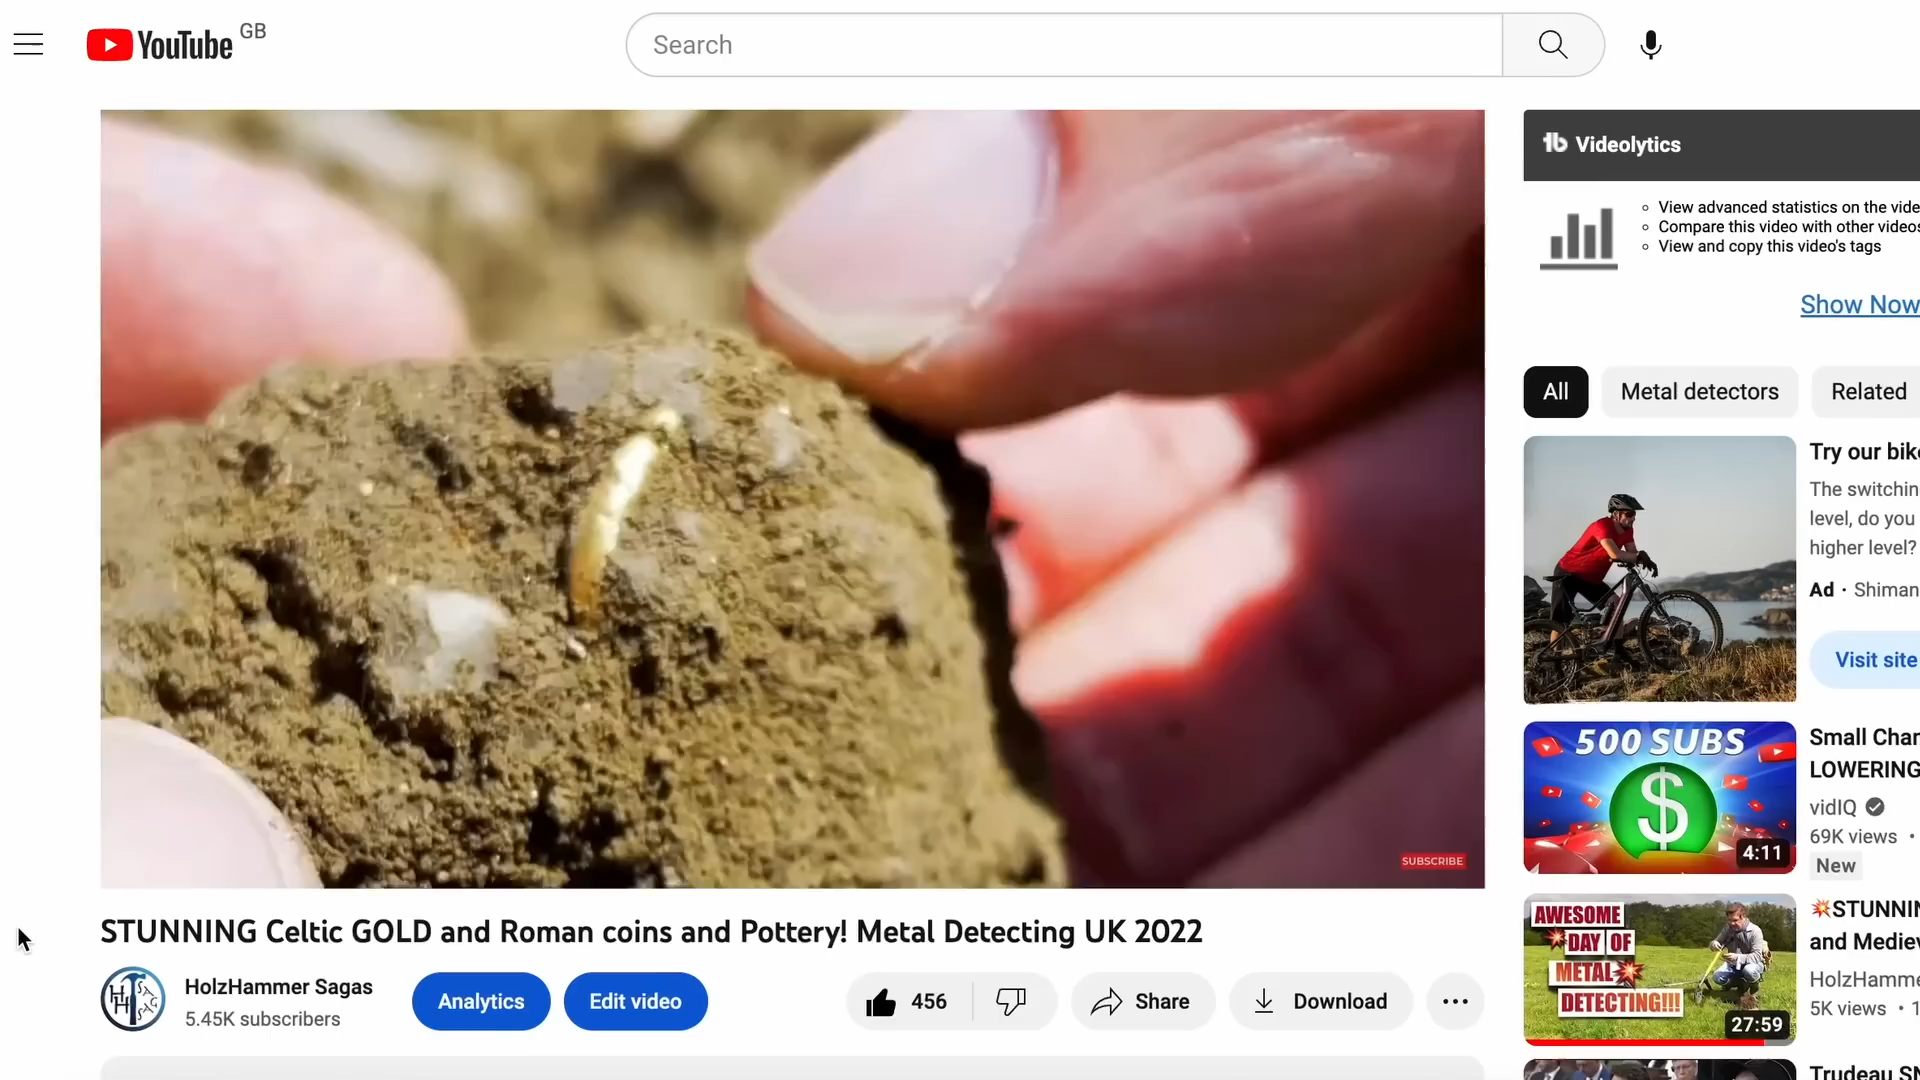 YouTube GB
Search
SUBSCRIBE
STUNNING Celtic GOLD and Roman coins and Pottery! Metal Detecting UK 2022
HolzHammer Sagas
5.45K subscribers
Analytics
Edit video
456
Share
Download
Videolytics
View advanced statistics on the vide
Compare this video with other videos
View and copy this video's tags
Show Now
All
Metal detectors
Related
Try our bik
The switchin
level, do you
higher level?
Ad · Shiman
Visit site
500 SUBS
$
4:11
Small Char
LOWERING
vidIQ
69K views •
New
AWESOME
DAY OF
METAL
DETECTING!!!
27:59
STUNNIN
and Mediev
HolzHamme
5K views • 1
Trudeau SN